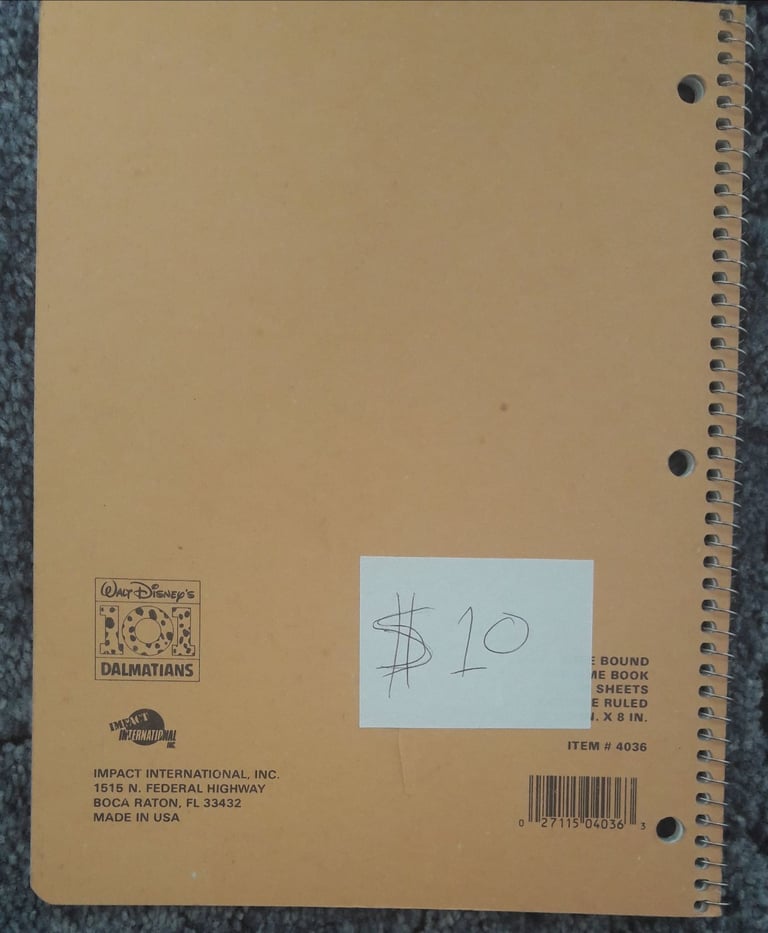 WALT DISNEY'S
101
DALMATIANS
IMPACT
INTERNATIONAL
INC
IMPACT INTERNATIONAL, INC.
1515 N. FEDERAL HIGHWAY
BOCA RATON, FL 33432
MADE IN USA
$10
BOUND
BOOK
SHEETS
RULED
X 8 IN.
ITEM # 4036
0 27115 04036 3